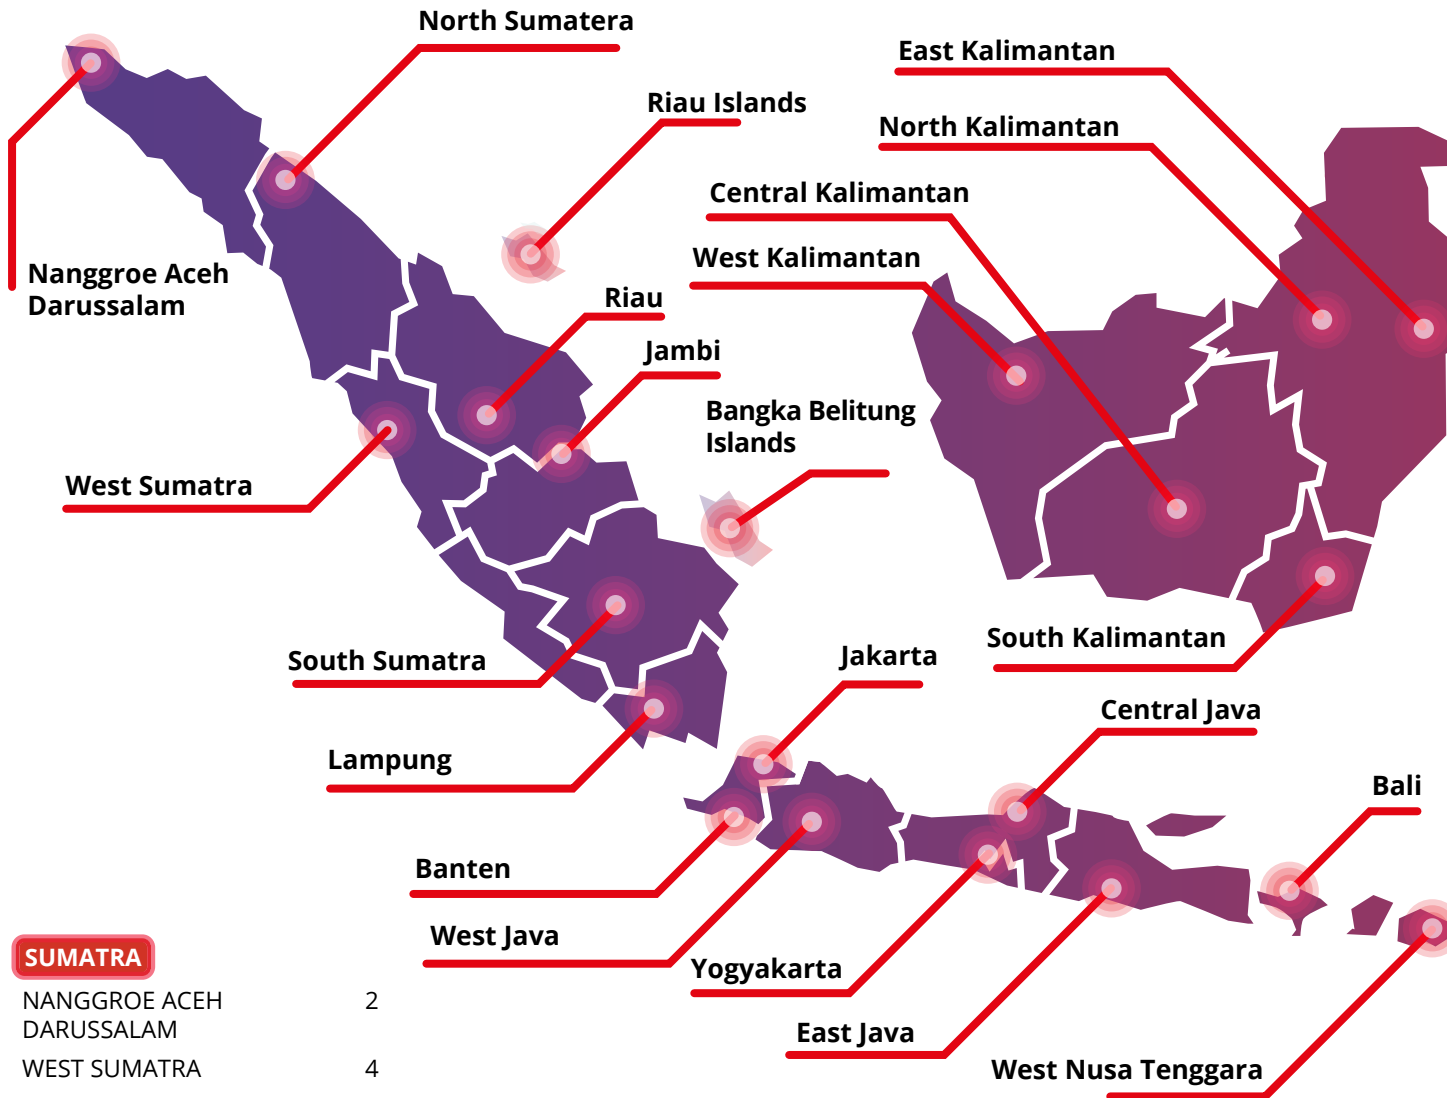 North Sumatera
East Kalimantan
Riau Islands
North Kalimantan
Central Kalimantan
West Kalimantan
Nanggroe Aceh
Darussalam
Riau
Jambi
Bangka Belitung
Islands
West Sumatra
South Kalimantan
Jakarta
South Sumatra
Central Java
Lampung
Bali
Banten
West Java
Yogyakarta
East Java
West Nusa Tenggara
SUMATRA
NANGGROE ACEH 2
DARUSSALAM
WEST SUMATRA 4